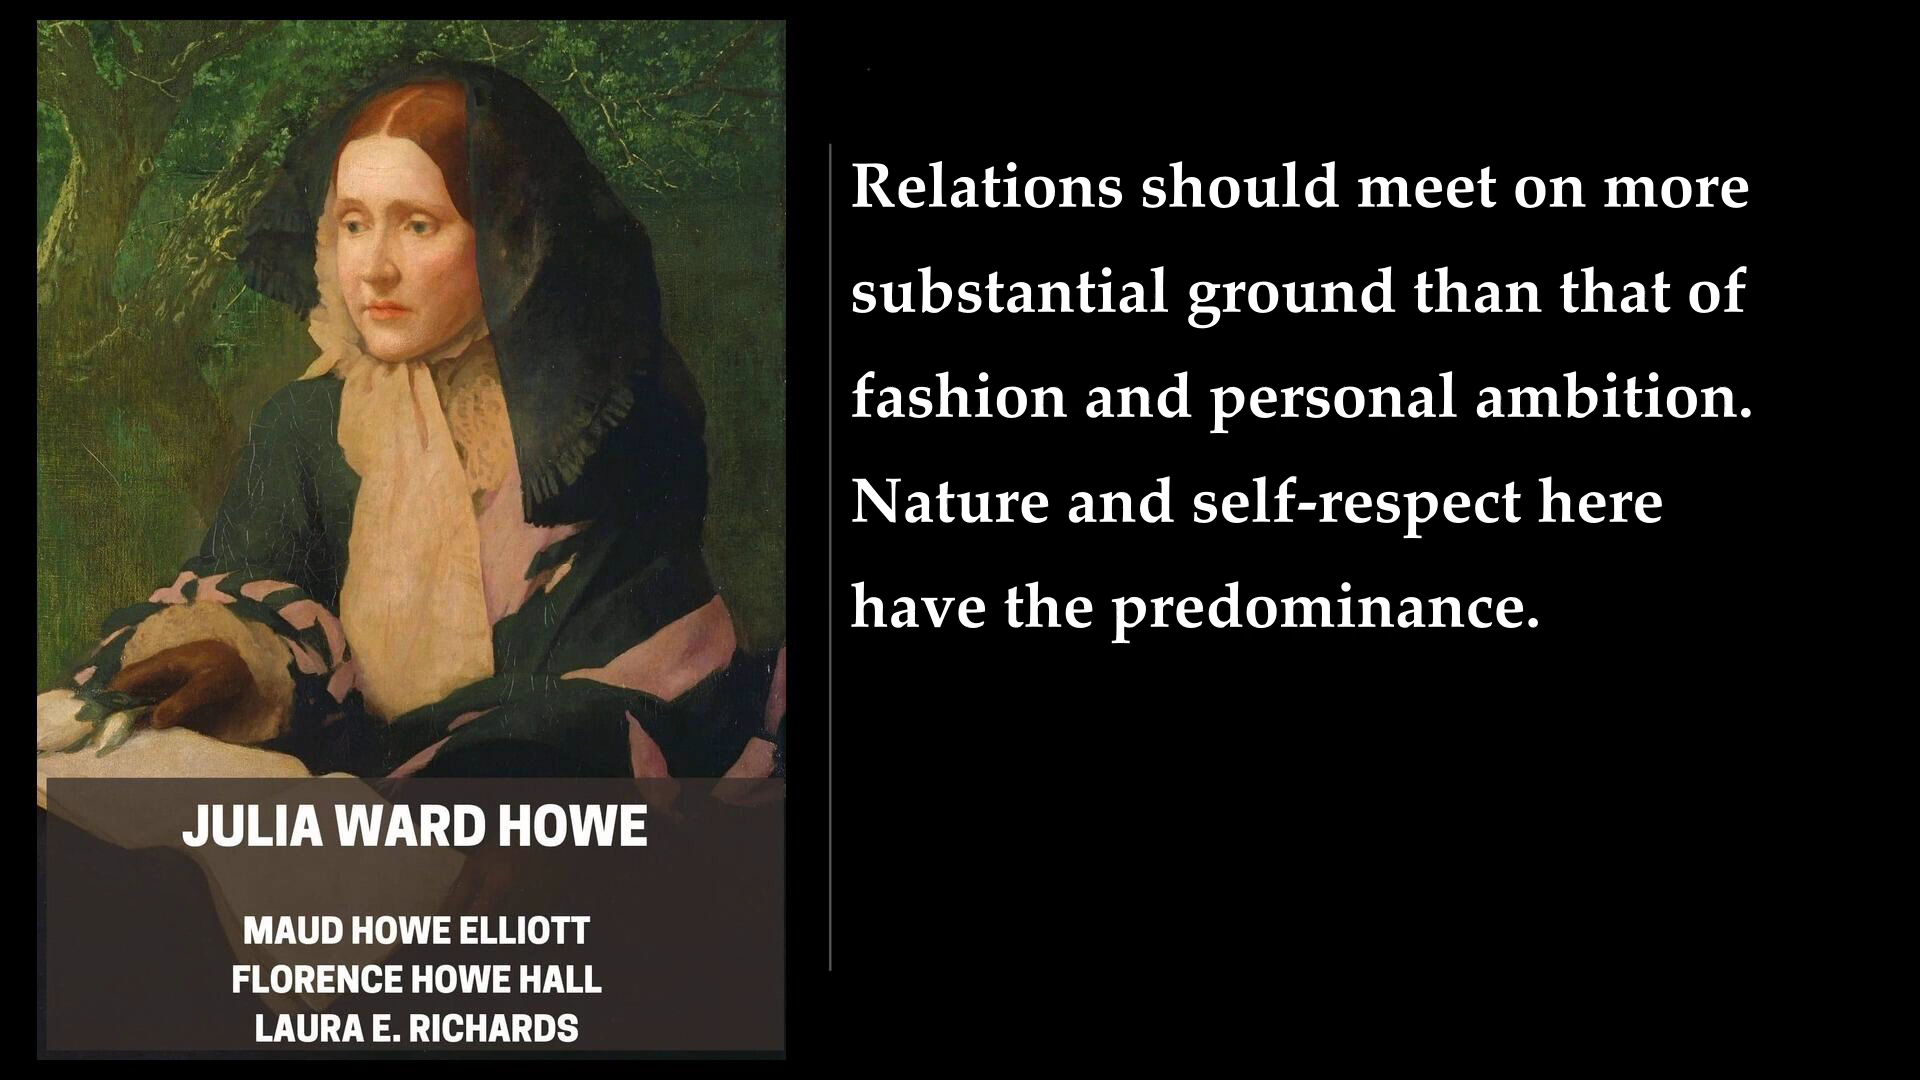 JULIA WARD HOWE
MAUD HOWE ELLIOTT
FLORENCE HOWE HALL
LAURA E. RICHARDS
Relations should meet on more
substantial ground than that of
fashion and personal ambition.
Nature and self-respect here
have the predominance.